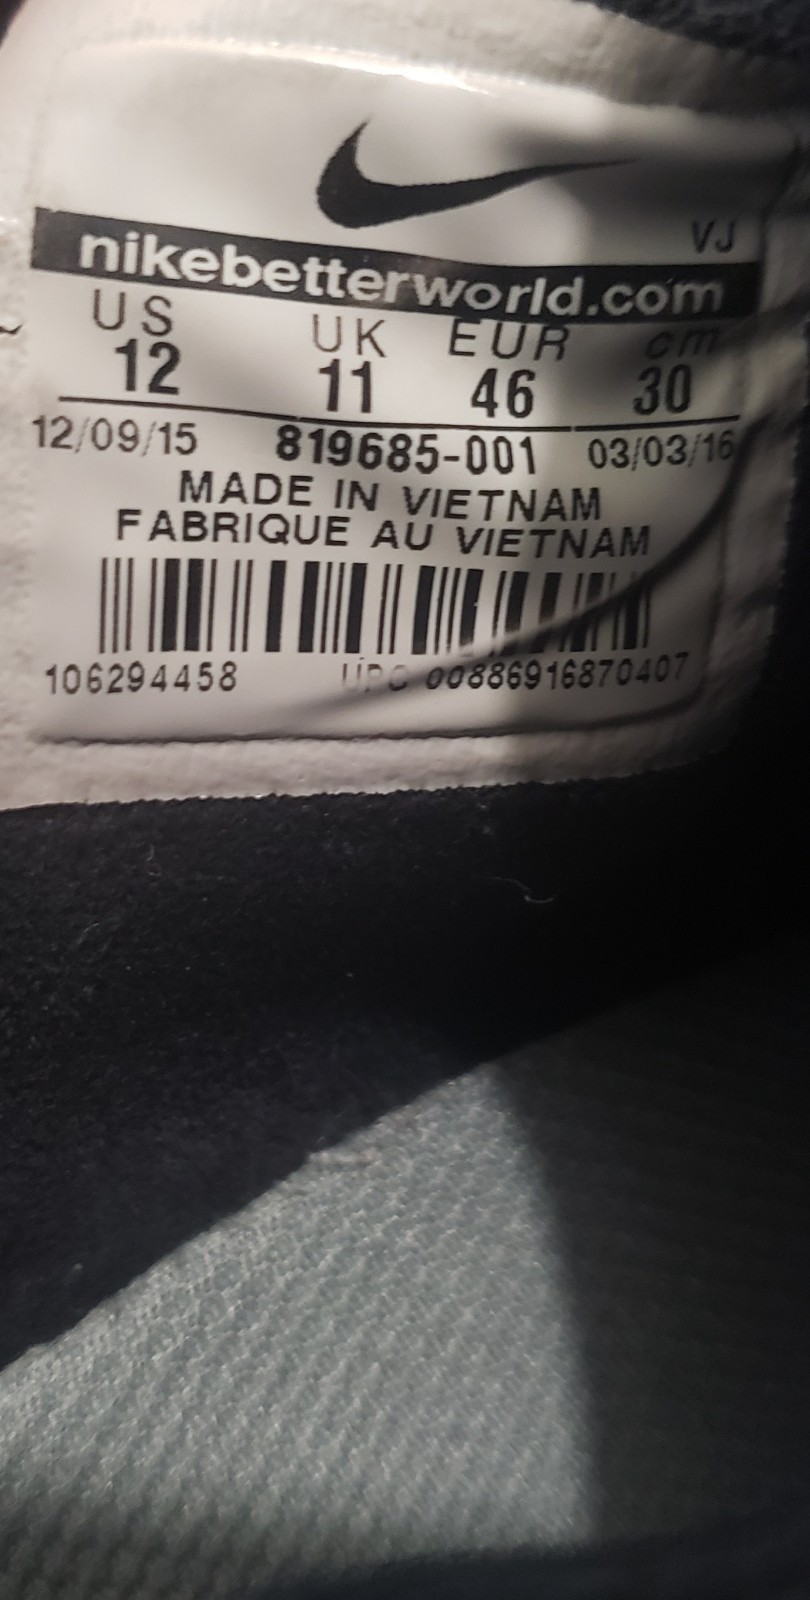 VJ
nikebetterworld.com
US UK EUR cm
12 11 46 30
12/09/15 819685-001 03/03/16
MADE IN VIETNAM
FABRIQUE AU VIETNAM
106294458 UPC 00886916870407